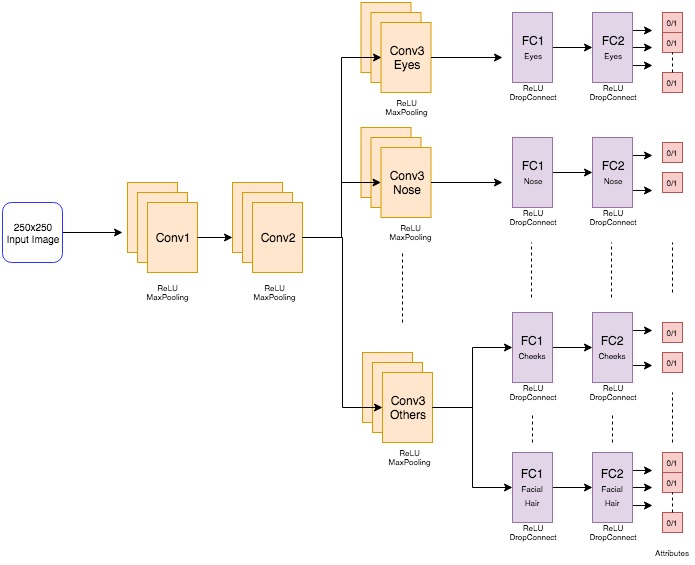 250x250
Input Image
Conv1
ReLU
MaxPooling
Conv2
ReLU
MaxPooling
Conv3
Eyes
ReLU
MaxPooling
FC1
Eyes
ReLU
DropConnect
FC2
Eyes
ReLU
DropConnect
0/1
0/1
0/1
Conv3
Nose
ReLU
MaxPooling
FC1
Nose
ReLU
DropConnect
FC2
Nose
ReLU
DropConnect
0/1
0/1
Conv3
Others
ReLU
MaxPooling
FC1
Cheeks
ReLU
DropConnect
FC2
Cheeks
ReLU
DropConnect
0/1
0/1
FC1
Facial
Hair
ReLU
DropConnect
FC2
Facial
Hair
ReLU
DropConnect
0/1
0/1
0/1
Attributes